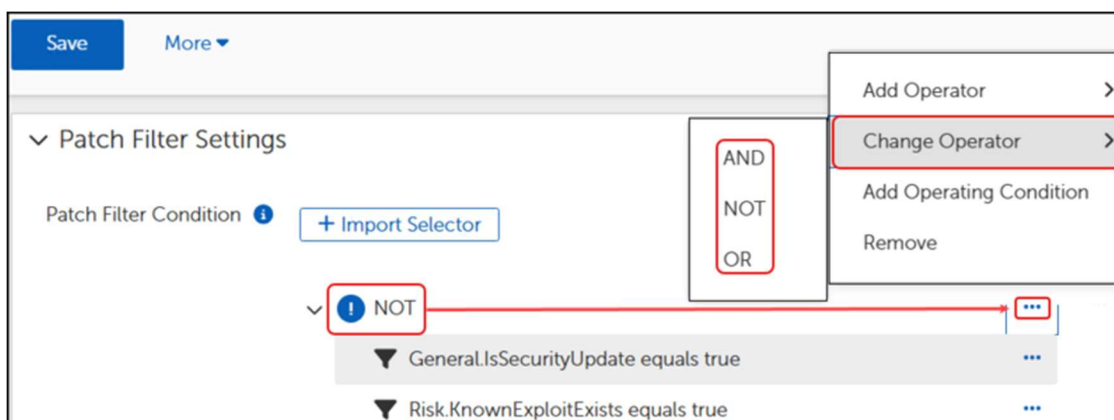 Save
More
Add Operator
Change Operator
Add Operating Condition
Remove
AND
NOT
OR
Patch Filter Settings
Patch Filter Condition
+ Import Selector
! NOT
General.IsSecurityUpdate equals true
Risk.KnownExploitExists equals true